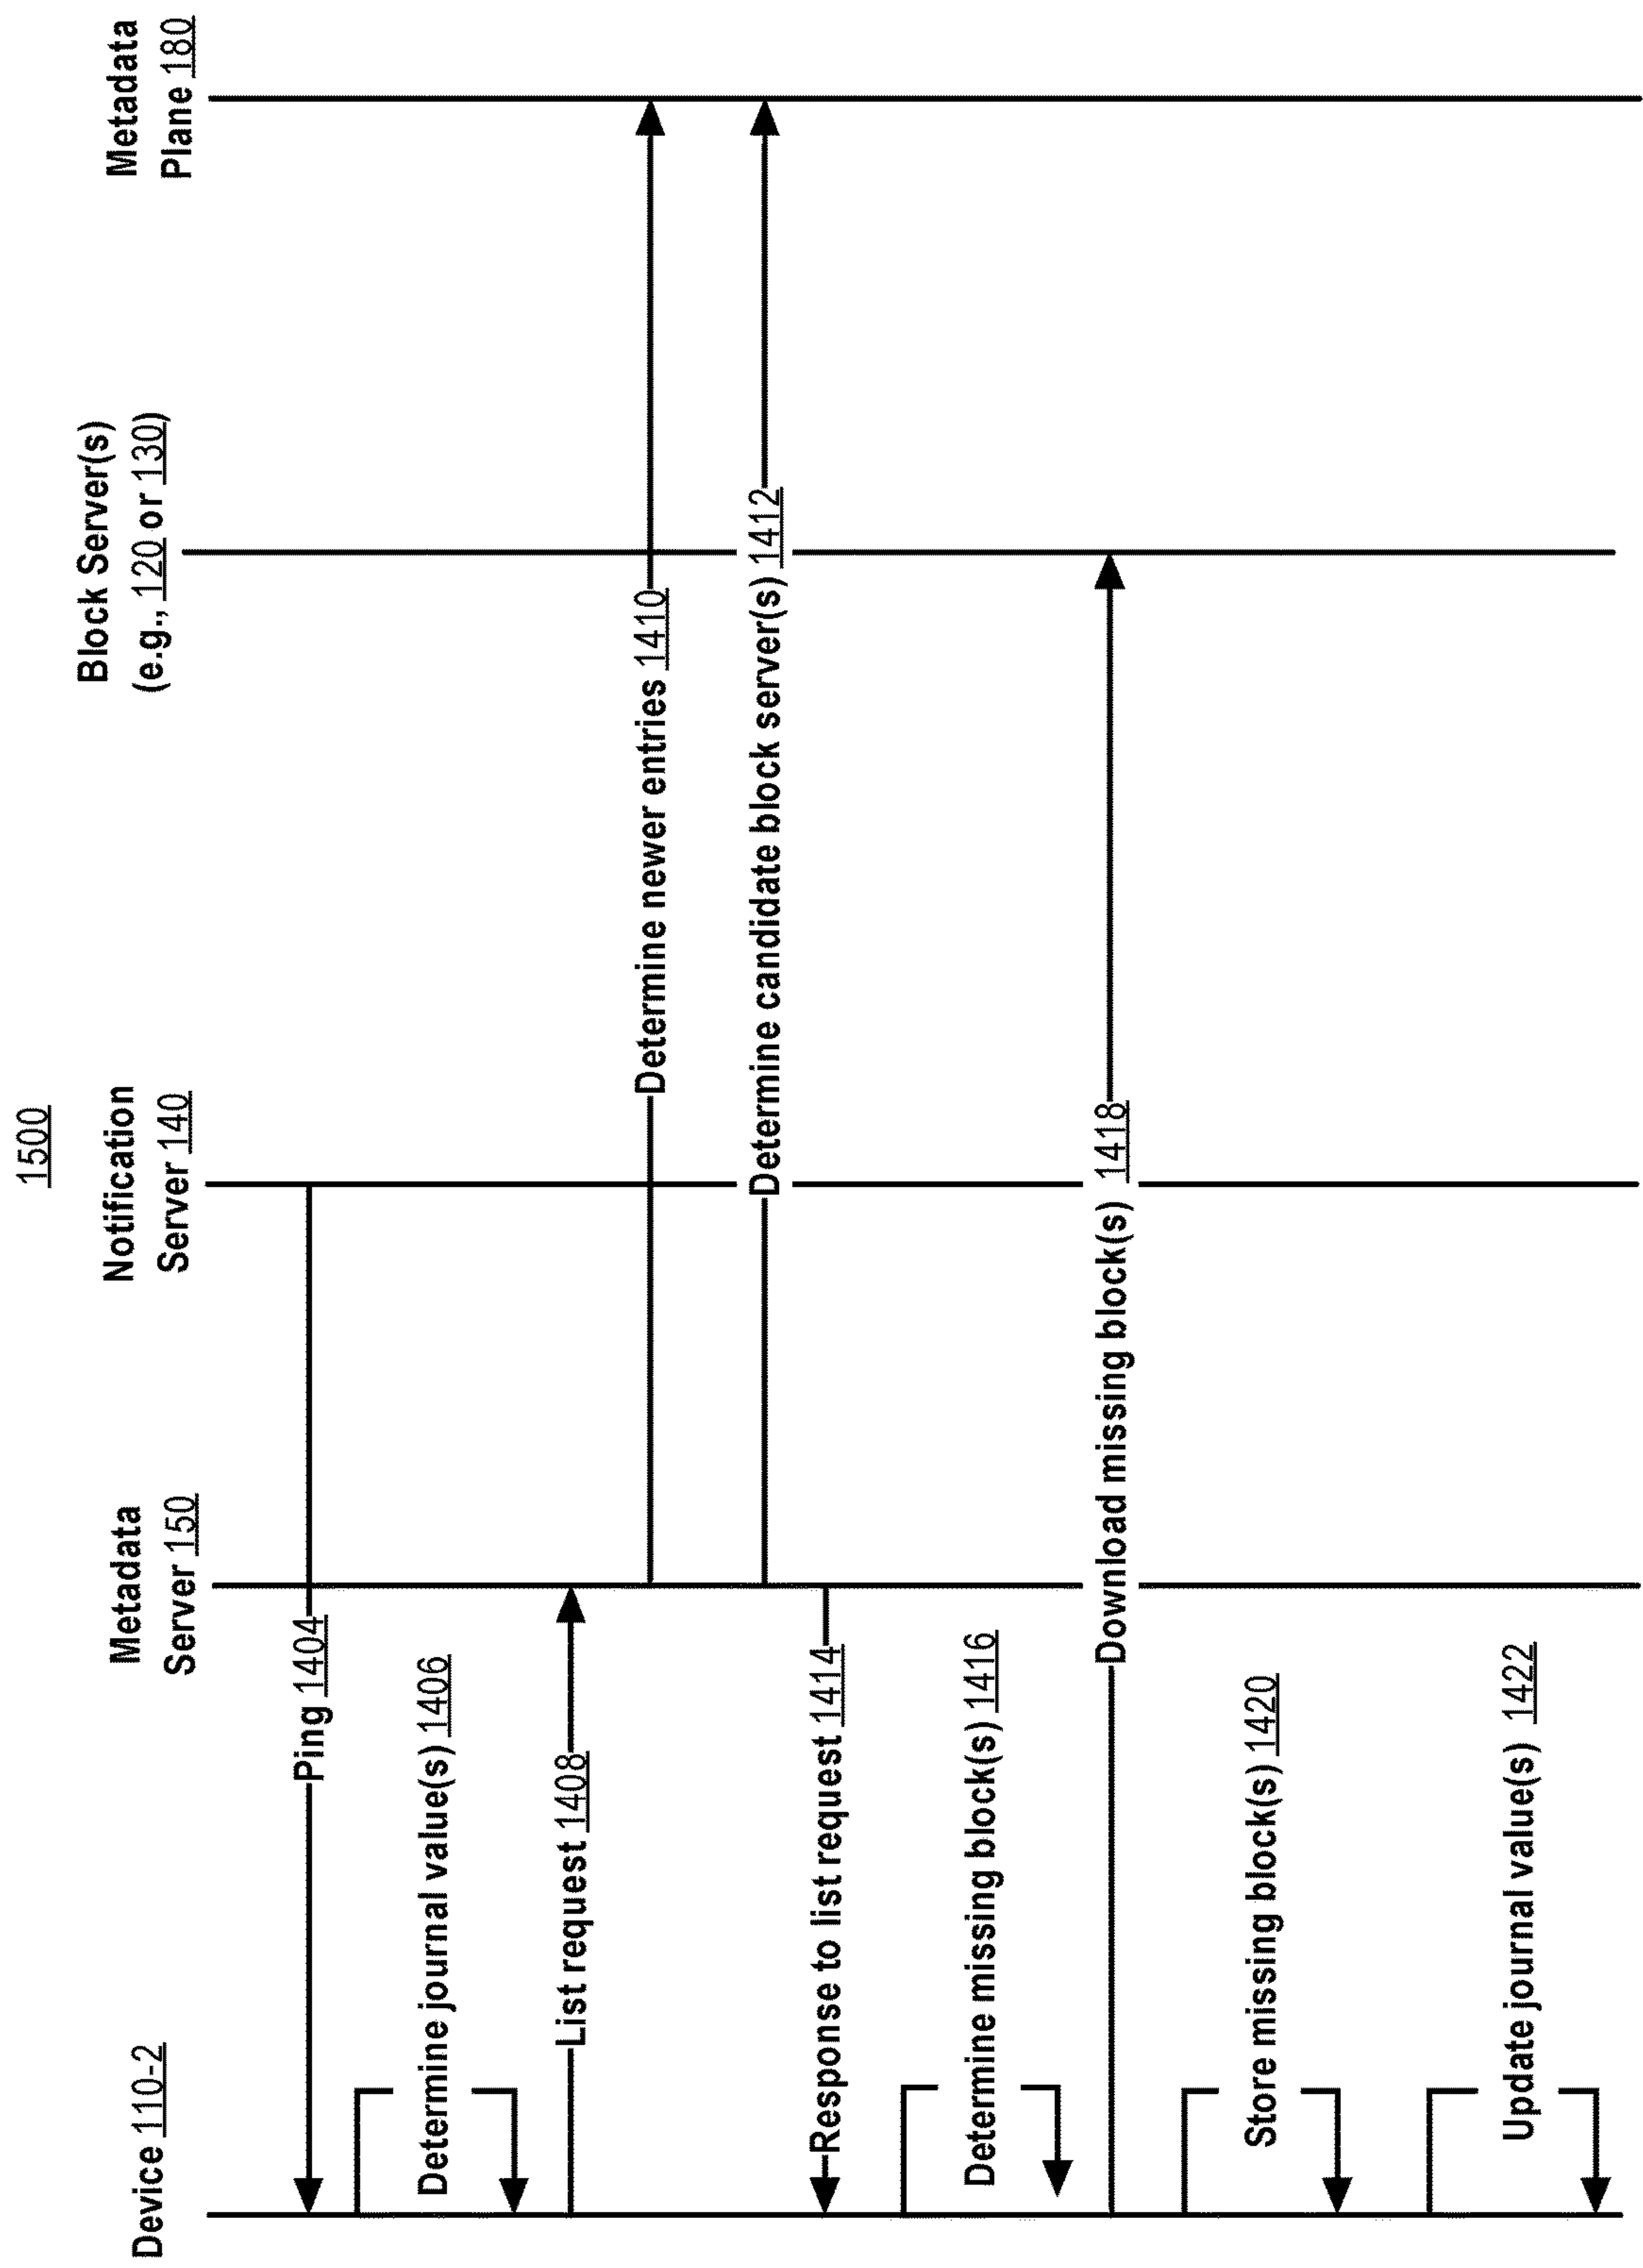 1500
Device 110-2
Metadata
Server 150
Notification
Server 140
Block Server(s)
(e.g., 120 or 130)
Metadata
Plane 180
Ping 1404
Determine journal value(s) 1406
List request 1408
Determine newer entries 1410
Determine candidate block server(s) 1412
Response to list request 1414
Determine missing block(s) 1416
Download missing block(s) 1418
Store missing block(s) 1420
Update journal value(s) 1422